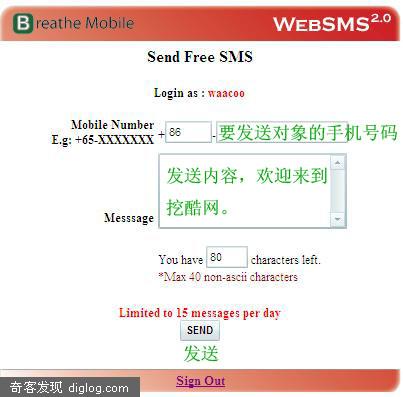 Breathe Mobile
WEBSMS 2.0
Send Free SMS
Login as : waacoo
Mobile Number
E.g: +65-XXXXXXX
+ 86 - 要发送对象的手机号码
发送内容，欢迎来到
挖酷网。
Messsage
You have 80 characters left.
*Max 40 non-ascii characters
Limited to 15 messages per day
SEND
发送
Sign Out
奇客发现 diglog.com